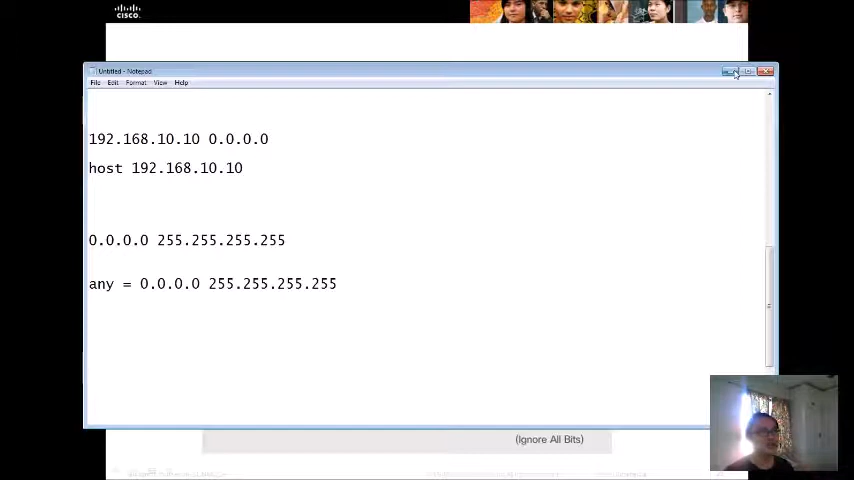 CISCO.
Untitled - Notepad
File Edit Format View Help
192.168.10.10 0.0.0.0
host 192.168.10.10
0.0.0.0 255.255.255.255
any = 0.0.0.0 255.255.255.255
(Ignore All Bits)